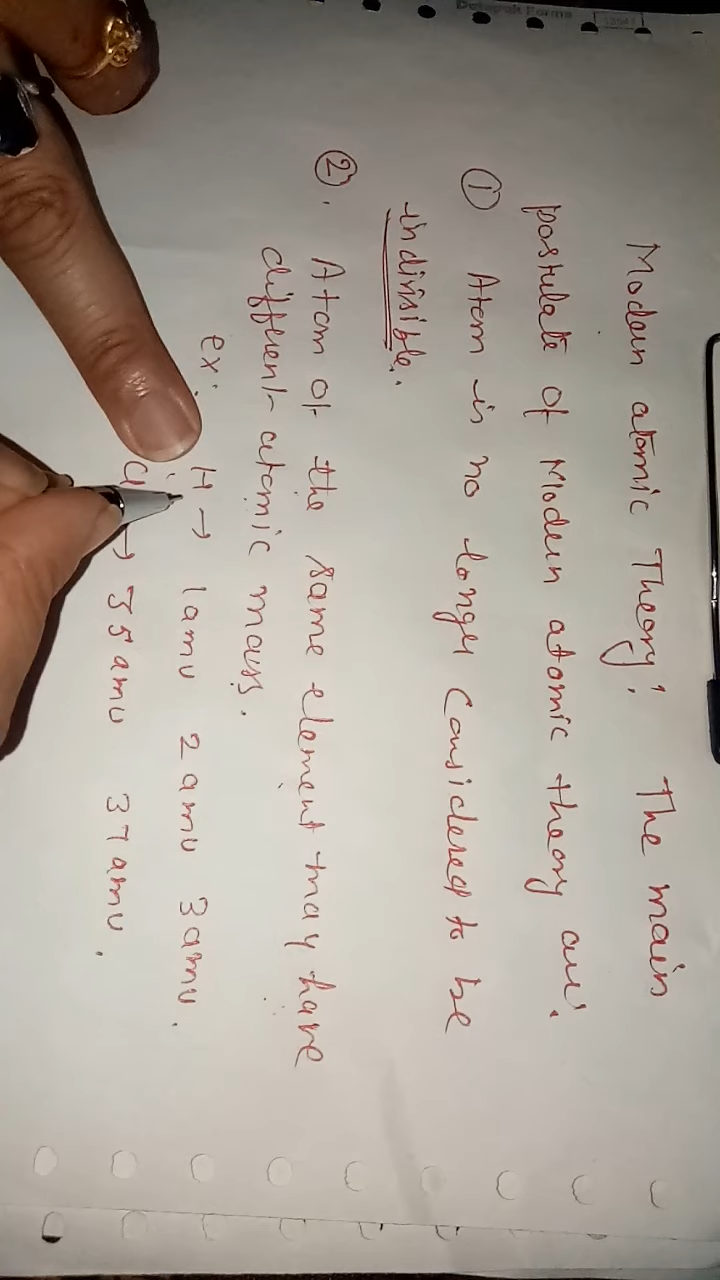 Modern atomic Theory: The main
postulate of Modern atomic theory are:
① Atom is no longer Considered to be
indivisible.
②. Atom of the same element may have
different atomic mass.
ex: H → 1amu 2amu 3amu.
Cl → 35amu 37amu.